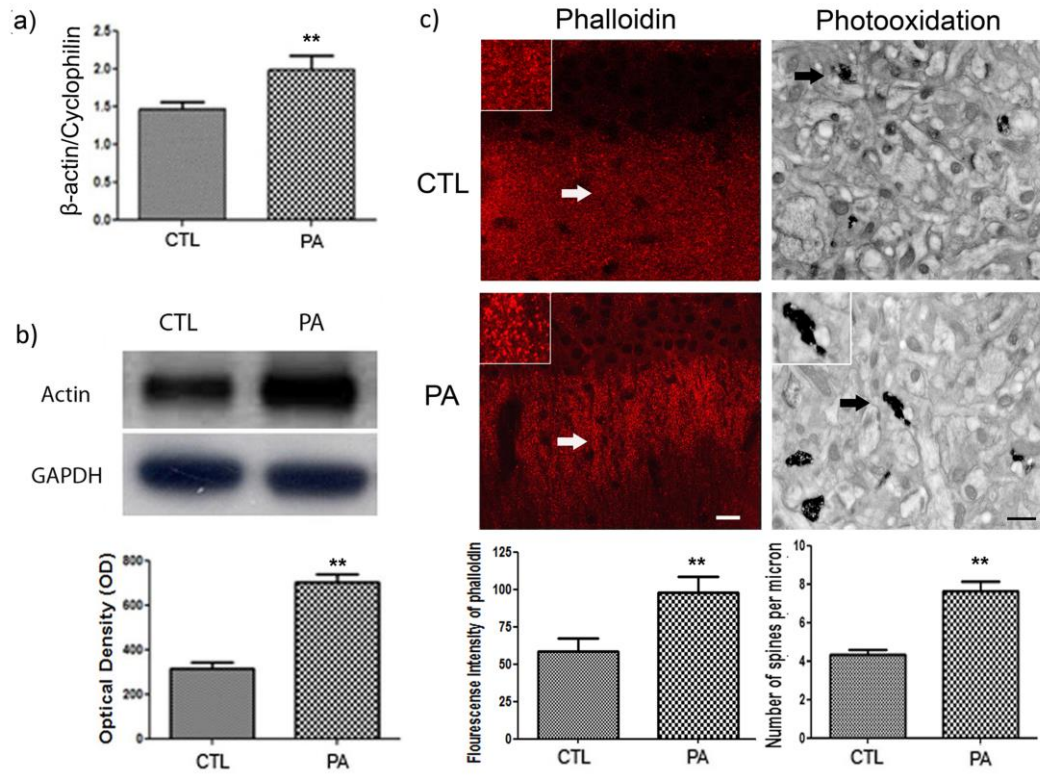 a)
**
β-actin/Cyclophilin
2.5
2.0
1.5
1.0
0.5
0.0
CTL
PA
b)
CTL PA
Actin
GAPDH
**
Optical Density (OD)
800
600
400
200
0
CTL
PA
c)
Phalloidin Photooxidation
CTL
PA
**
Flourescense Intensity of phalloidin
125
100
75
50
25
0
CTL
PA
**
Number of spines per micron
8
6
4
2
0
CTL
PA